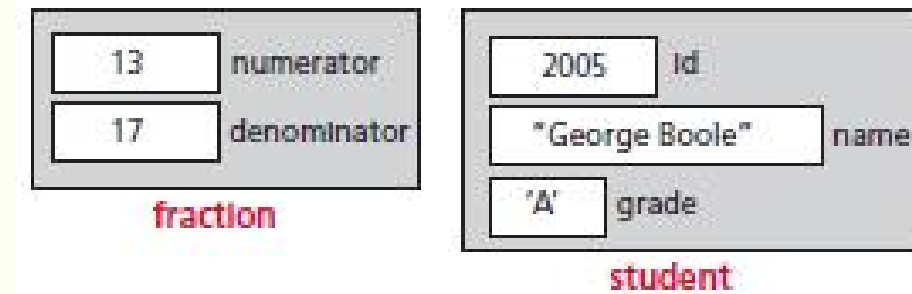 13 numerator
17 denominator
fraction
2005 id
"George Boole" name
'A' grade
student